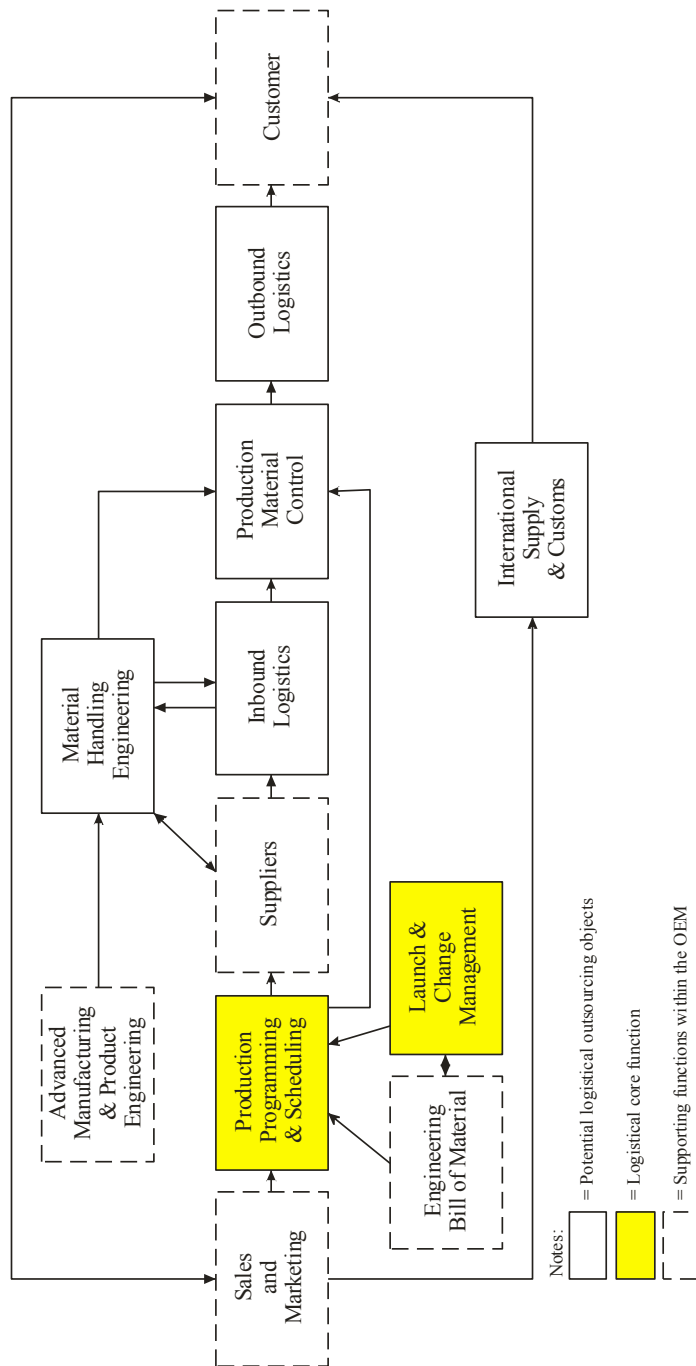 Advanced
Manufacturing
& Product
Engineering
Material
Handling
Engineering
Sales
and
Marketing
Production
Programming
& Scheduling
Suppliers
Inbound
Logistics
Production
Material
Control
Outbound
Logistics
Customer
Engineering
Bill of Material
Launch &
Change
Management
International
Supply
& Customs
Notes:
= Potential logistical outsourcing objects
= Logistical core function
= Supporting functions within the OEM